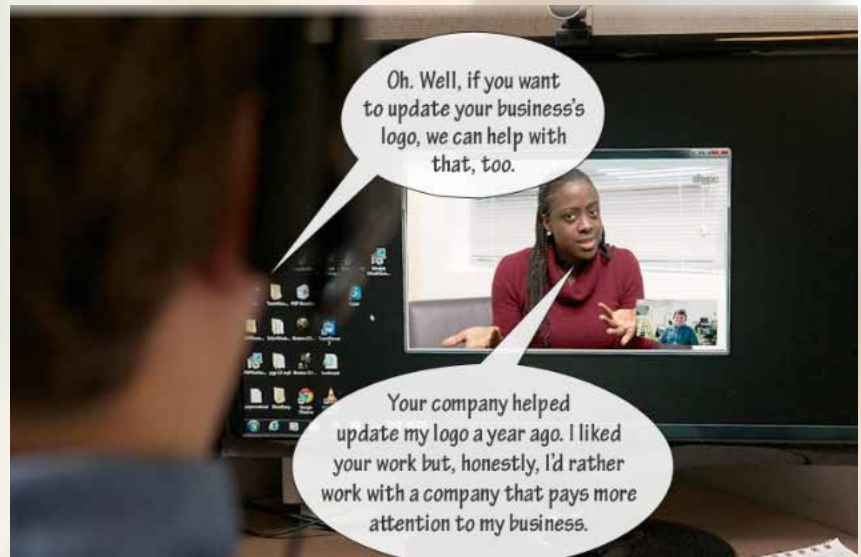 Oh. Well, if you want
to update your business's
logo, we can help with
that, too.
skype
Your company helped
update my logo a year ago. I liked
your work but, honestly, I'd rather
work with a company that pays more
attention to my business.